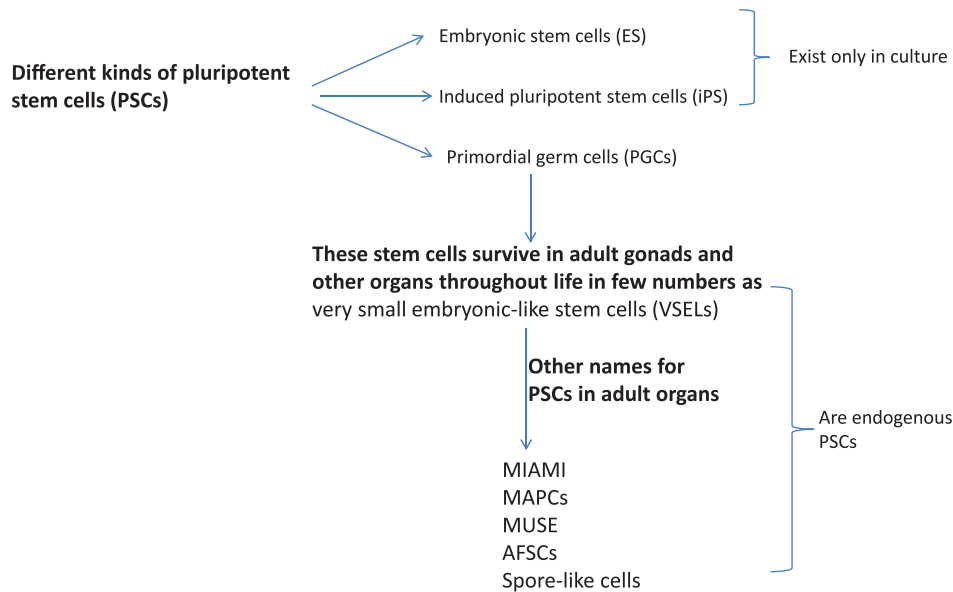 Different kinds of pluripotent
stem cells (PSCs)
Embryonic stem cells (ES)
Induced pluripotent stem cells (iPS)
Primordial germ cells (PGCs)
Exist only in culture
These stem cells survive in adult gonads and
other organs throughout life in few numbers as
very small embryonic-like stem cells (VSELs)
Other names for
PSCs in adult organs
MIAMI
MAPCs
MUSE
AFSCs
Spore-like cells
Are endogenous
PSCs